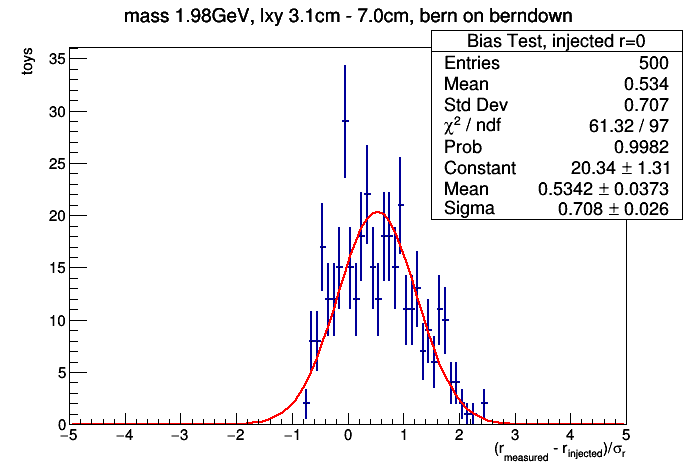 mass 1.98GeV, lxy 3.1cm - 7.0cm, bern on berndown
Bias Test, injected r=0
Entries 500
Mean 0.534
Std Dev 0.707
χ² / ndf 61.32 / 97
Prob 0.9982
Constant 20.34 ± 1.31
Mean 0.5342 ± 0.0373
Sigma 0.708 ± 0.026
toys
35
30
25
20
15
10
5
0
−5 −4 −3 −2 −1 0 1 2 3 4 5
(r_measured - r_injected)/σ_r